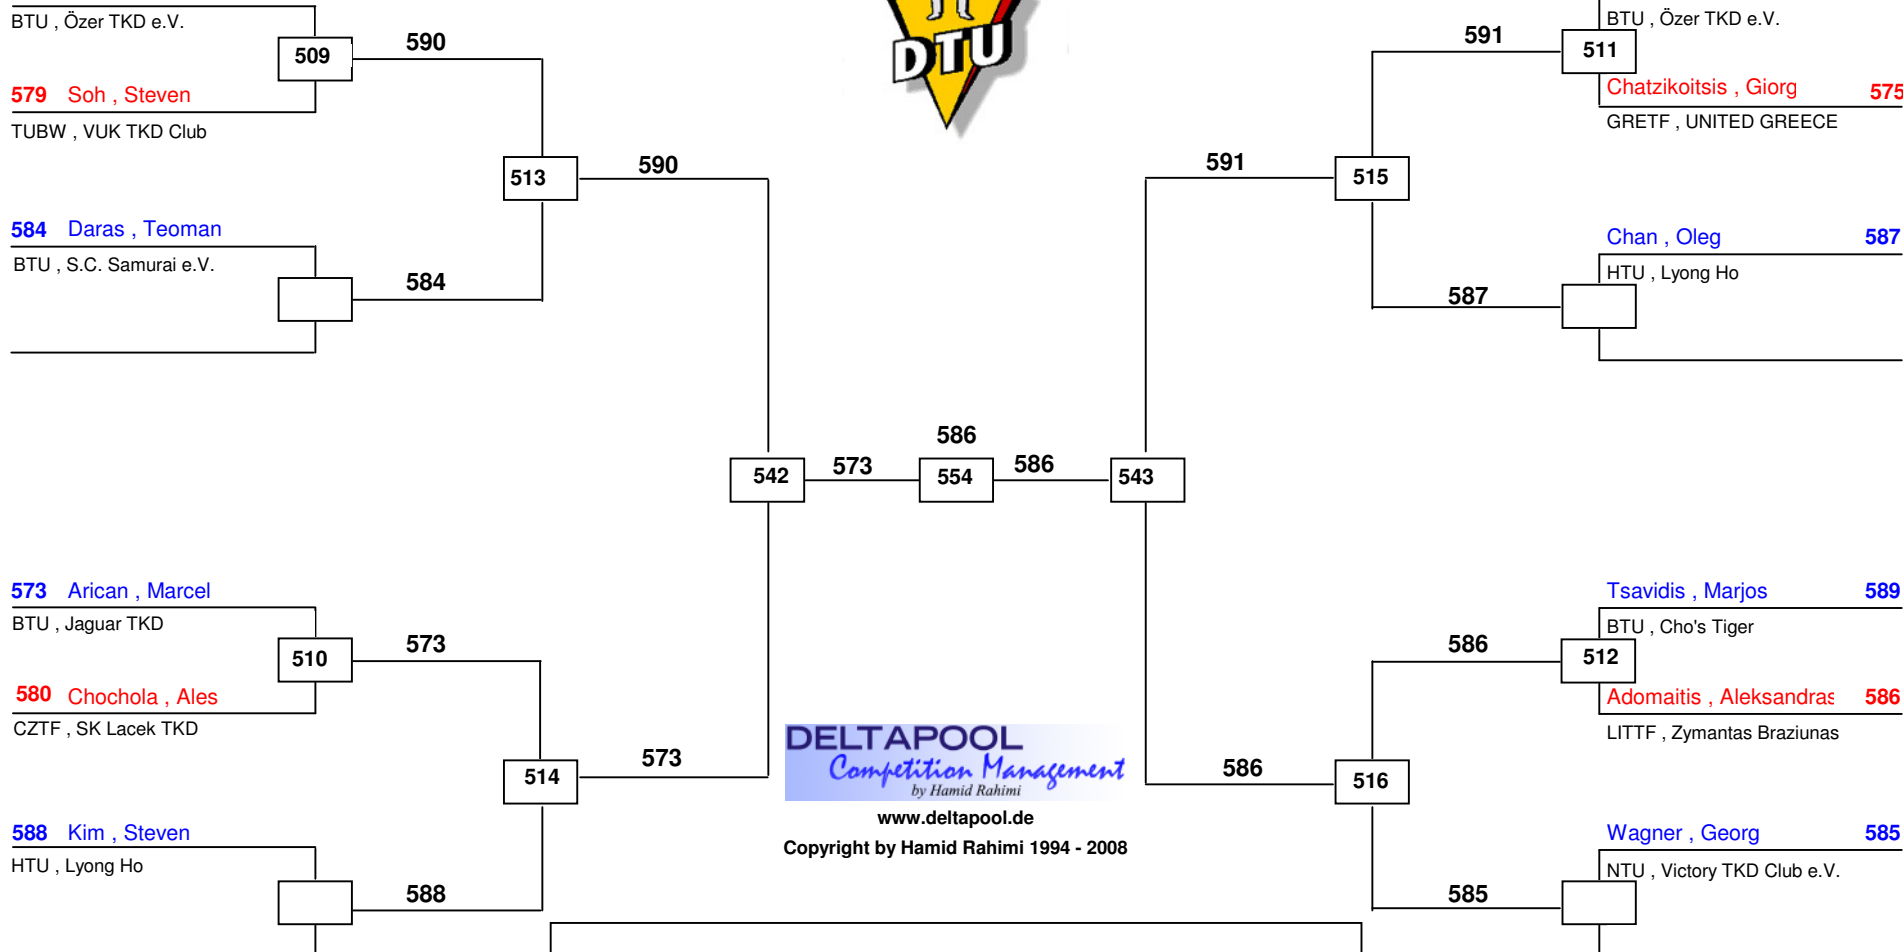 BTU , Özer TKD e.V.
509
590
579 Soh , Steven
TUBW , VUK TKD Club
513
590
584 Daras , Teoman
BTU , S.C. Samurai e.V.
584
DTU
591
BTU , Özer TKD e.V.
511
Chatzikoitsis , Giorg 575
GRETF , UNITED GREECE
591
515
Chan , Oleg 587
HTU , Lyong Ho
587
586
542
573
554
586
543
573 Arican , Marcel
BTU , Jaguar TKD
510
573
580 Chochola , Ales
CZTF , SK Lacek TKD
514
573
588 Kim , Steven
HTU , Lyong Ho
588
DELTAPOOL
Competition Management
by Hamid Rahimi
www.deltapool.de
Copyright by Hamid Rahimi 1994 - 2008
Tsavidis , Marjos 589
BTU , Cho's Tiger
586
512
Adomaitis , Aleksandras 586
LITTF , Zymantas Braziunas
586
516
Wagner , Georg 585
NTU , Victory TKD Club e.V.
585